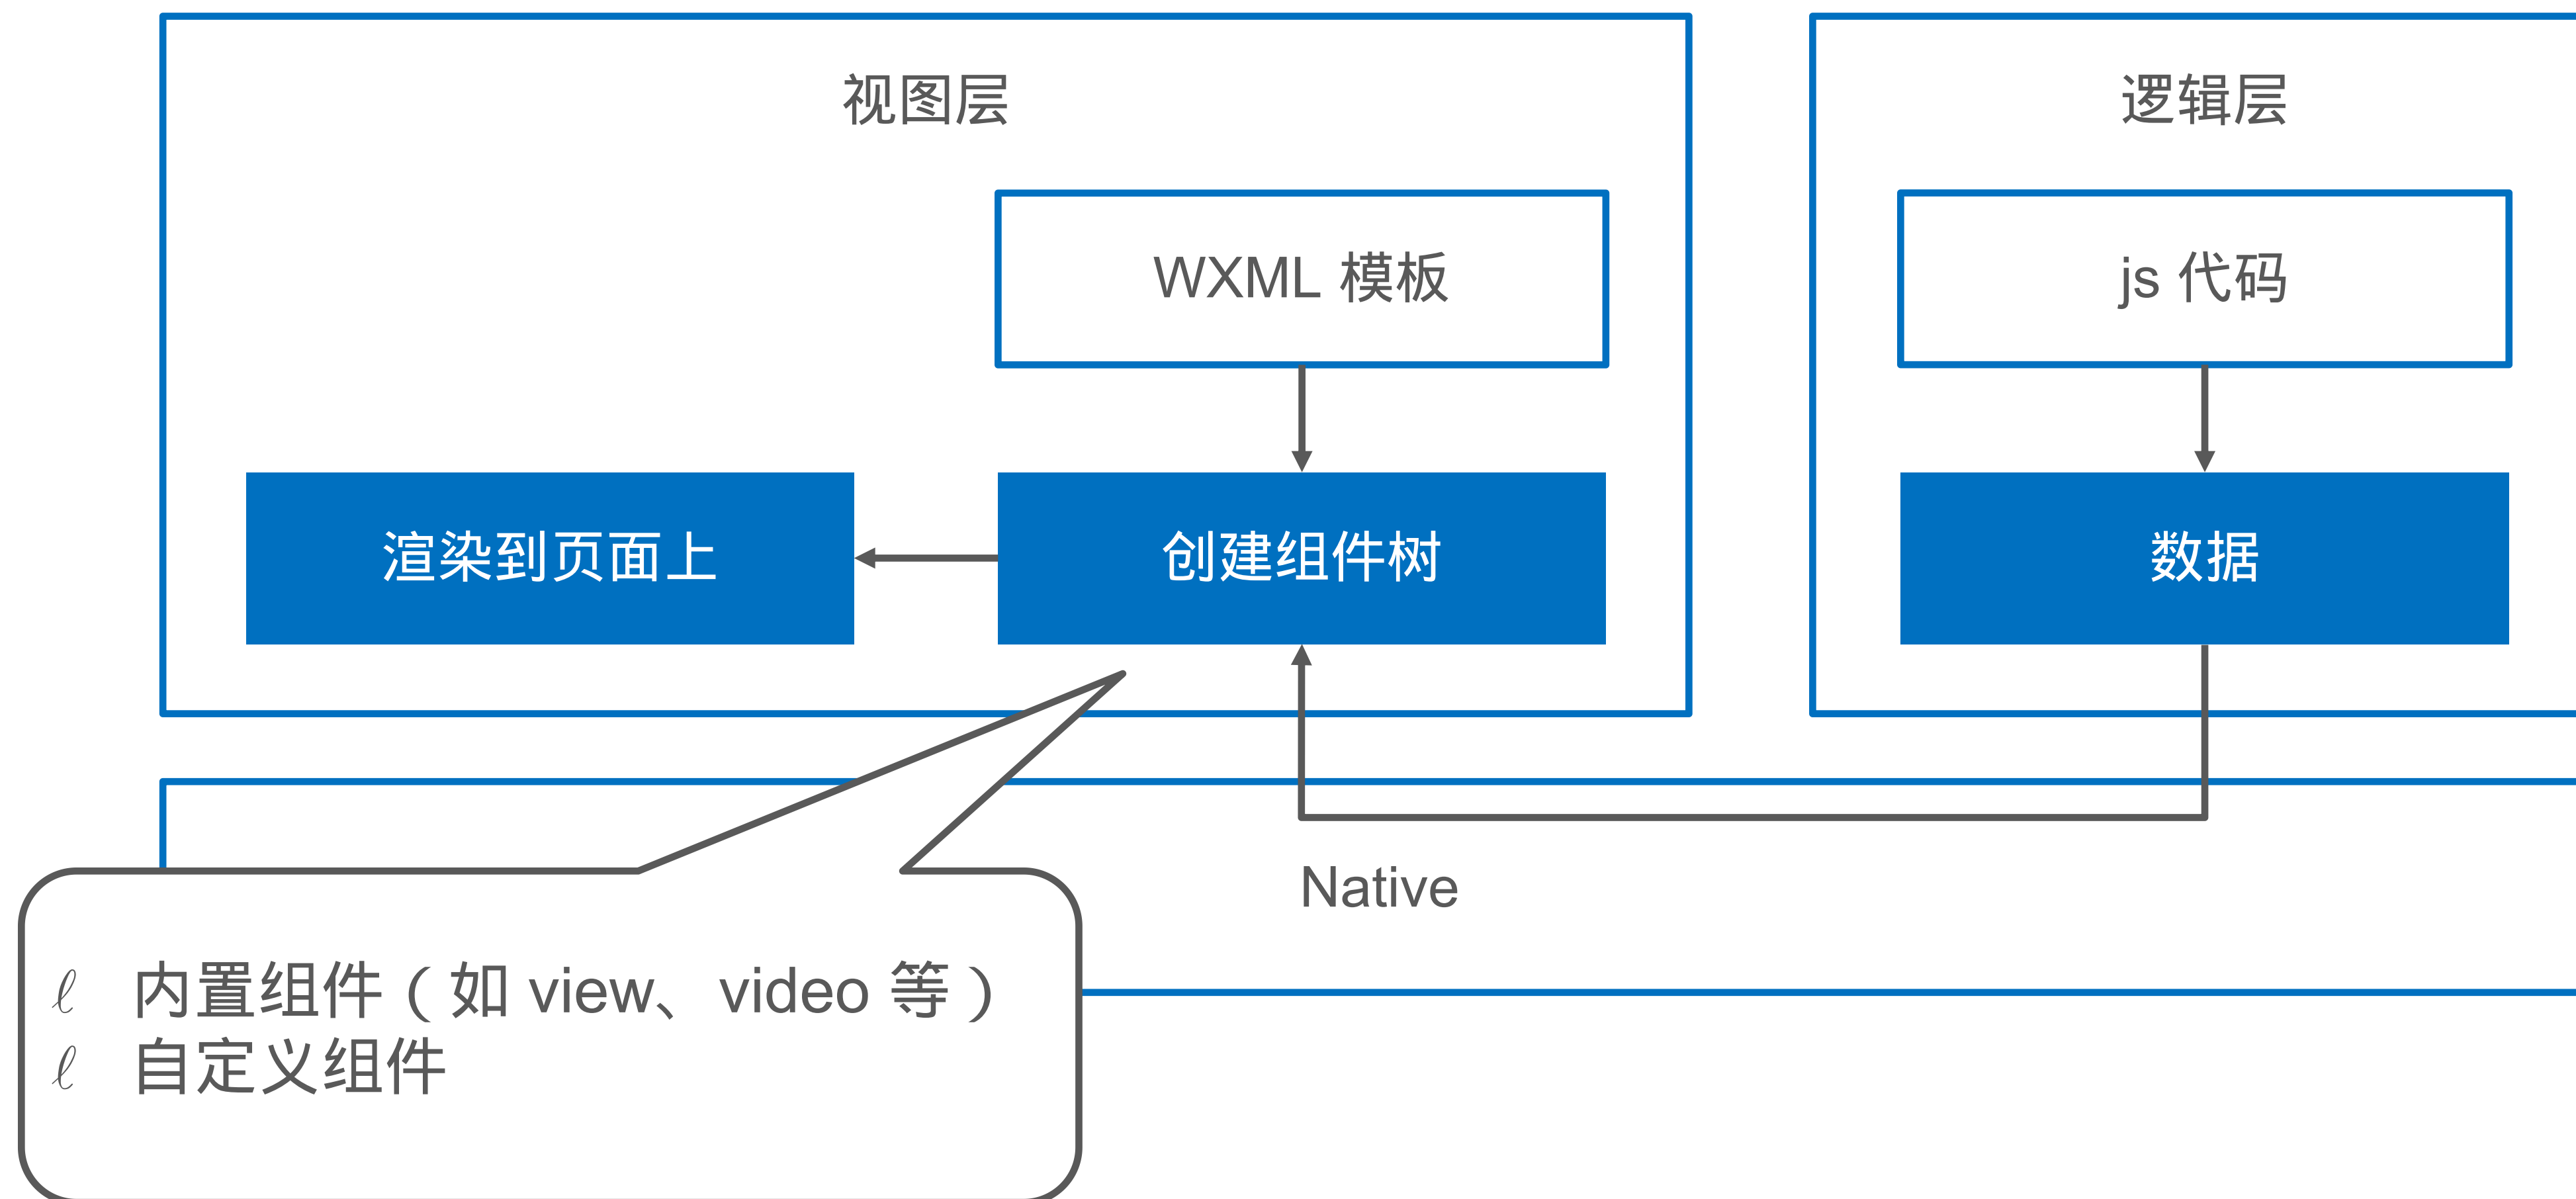 视图层
逻辑层
WXML 模板
js 代码
渲染到页面上
创建组件树
数据
Native
ℓ 内置组件（如 view、video 等）
ℓ 自定义组件